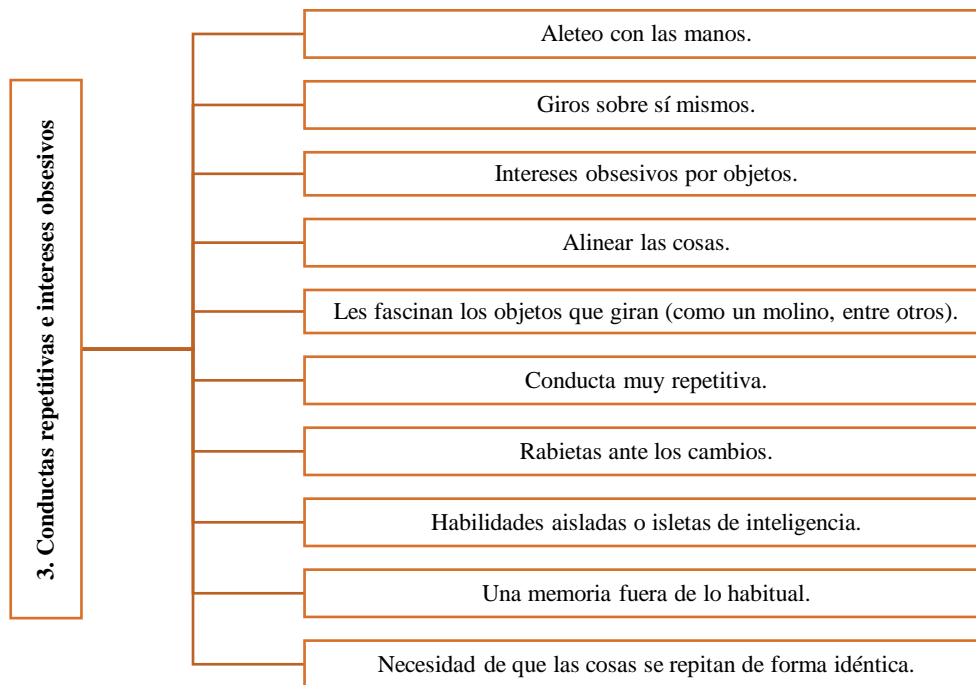 3. Conductas repetitivas e intereses obsesivos
Aleteo con las manos.
Giros sobre sí mismos.
Intereses obsesivos por objetos.
Alinear las cosas.
Les fascinan los objetos que giran (como un molino, entre otros).
Conducta muy repetitiva.
Rabietas ante los cambios.
Habilidades aisladas o isletas de inteligencia.
Una memoria fuera de lo habitual.
Necesidad de que las cosas se repitan de forma idéntica.